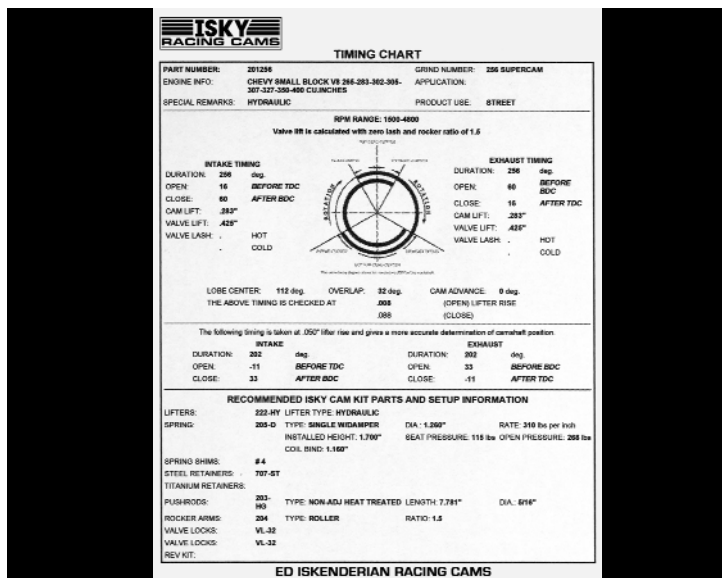 ISKY
RACING CAMS
TIMING CHART
PART NUMBER: 201256 GRIND NUMBER: 256 SUPERCAM
ENGINE INFO: CHEVY SMALL BLOCK V8 265-283-302-305- APPLICATION:
307-327-350-400 CU.INCHES
SPECIAL REMARKS: HYDRAULIC PRODUCT USE: STREET
RPM RANGE: 1500-4800
Valve lift is calculated with zero lash and rocker ratio of 1.5
INTAKE TIMING
DURATION: 256 deg.
OPEN: 16 BEFORE TDC
CLOSE: 60 AFTER BDC
CAM LIFT: .283"
VALVE LIFT: .425"
VALVE LASH: . HOT
. COLD
ROTATION
ROTATION
EXHAUST TIMING
DURATION: 256 deg.
OPEN: 60 BEFORE BDC
CLOSE: 16 AFTER TDC
CAM LIFT: .283"
VALVE LIFT: .425"
VALVE LASH: . HOT
. COLD
LOBE CENTER: 112 deg. OVERLAP: 32 deg. CAM ADVANCE: 0 deg.
THE ABOVE TIMING IS CHECKED AT .008 (OPEN) LIFTER RISE
(CLOSE)
The following timing is taken at .050" lifter rise and gives a more accurate determination of camshaft position.
INTAKE EXHAUST
DURATION: 202 deg. DURATION: 202 deg.
OPEN: -11 BEFORE TDC OPEN: 33 BEFORE BDC
CLOSE: 33 AFTER BDC CLOSE: -11 AFTER TDC
RECOMMENDED ISKY CAM KIT PARTS AND SETUP INFORMATION
LIFTERS: 222-HY LIFTER TYPE: HYDRAULIC
SPRING: 205-D TYPE: SINGLE W/DAMPER DIA.: 1.260" RATE: 310 lbs per inch
INSTALLED HEIGHT: 1.700" SEAT PRESSURE: 115 lbs OPEN PRESSURE: 268 lbs
COIL BIND: 1.160"
SPRING SHIMS: #4
STEEL RETAINERS: 707-ST
TITANIUM RETAINERS:
PUSHRODS: 203-HG TYPE: NON-ADJ HEAT TREATED LENGTH: 7.781" DIA.: 5/16"
ROCKER ARMS: 204 TYPE: ROLLER RATIO: 1.5
VALVE LOCKS: VL-32
VALVE LOCKS: VL-32
REV KIT:
ED ISKENDERIAN RACING CAMS